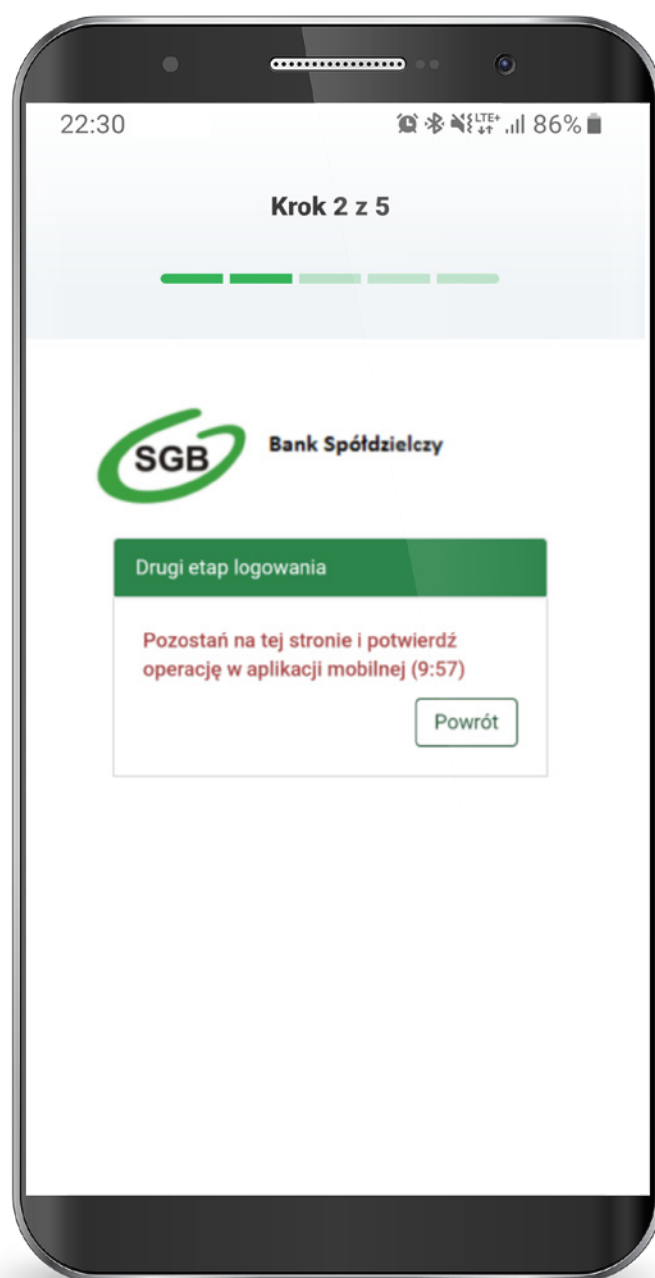 22:30 LTE+ 86%
Krok 2 z 5
SGB Bank Spółdzielczy
Drugi etap logowania
Pozostań na tej stronie i potwierdź
operację w aplikacji mobilnej (9:57)
Powrót